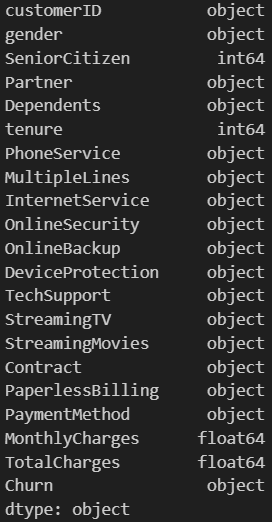 customerID object
gender object
SeniorCitizen int64
Partner object
Dependents object
tenure int64
PhoneService object
MultipleLines object
InternetService object
OnlineSecurity object
OnlineBackup object
DeviceProtection object
TechSupport object
StreamingTV object
StreamingMovies object
Contract object
PaperlessBilling object
PaymentMethod object
MonthlyCharges float64
TotalCharges float64
Churn object
dtype: object